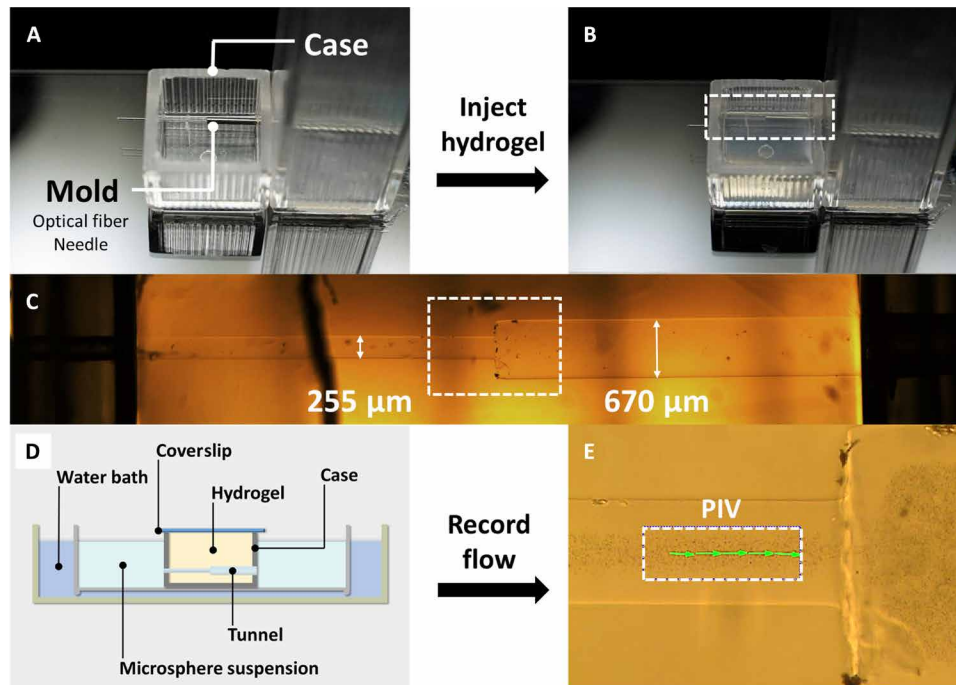 A
Case
Mold
Optical fiber
Needle
Inject
hydrogel
B
C
255 μm
670 μm
D
Coverslip
Water bath
Hydrogel
Case
Tunnel
Microsphere suspension
Record
flow
E
PIV